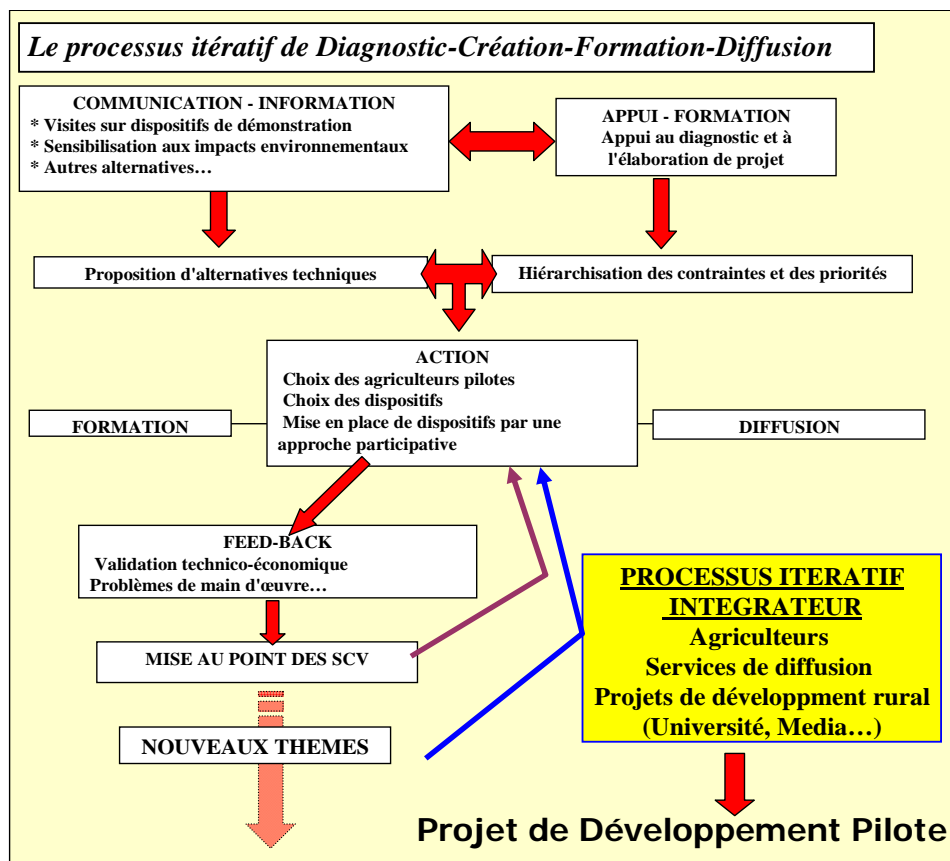 Le processus itératif de Diagnostic-Création-Formation-Diffusion
COMMUNICATION - INFORMATION
* Visites sur dispositifs de démonstration
* Sensibilisation aux impacts environnementaux
* Autres alternatives…
APPUI - FORMATION
Appui au diagnostic et à
l'élaboration de projet
Proposition d'alternatives techniques
Hiérarchisation des contraintes et des priorités
ACTION
Choix des agriculteurs pilotes
Choix des dispositifs
Mise en place de dispositifs par une
approche participative
FORMATION
DIFFUSION
FEED-BACK
Validation technico-économique
Problèmes de main d'œuvre…
MISE AU POINT DES SCV
NOUVEAUX THEMES
PROCESSUS ITERATIF
INTEGRATEUR
Agriculteurs
Services de diffusion
Projets de développment rural
(Université, Media…)
Projet de Développement Pilote